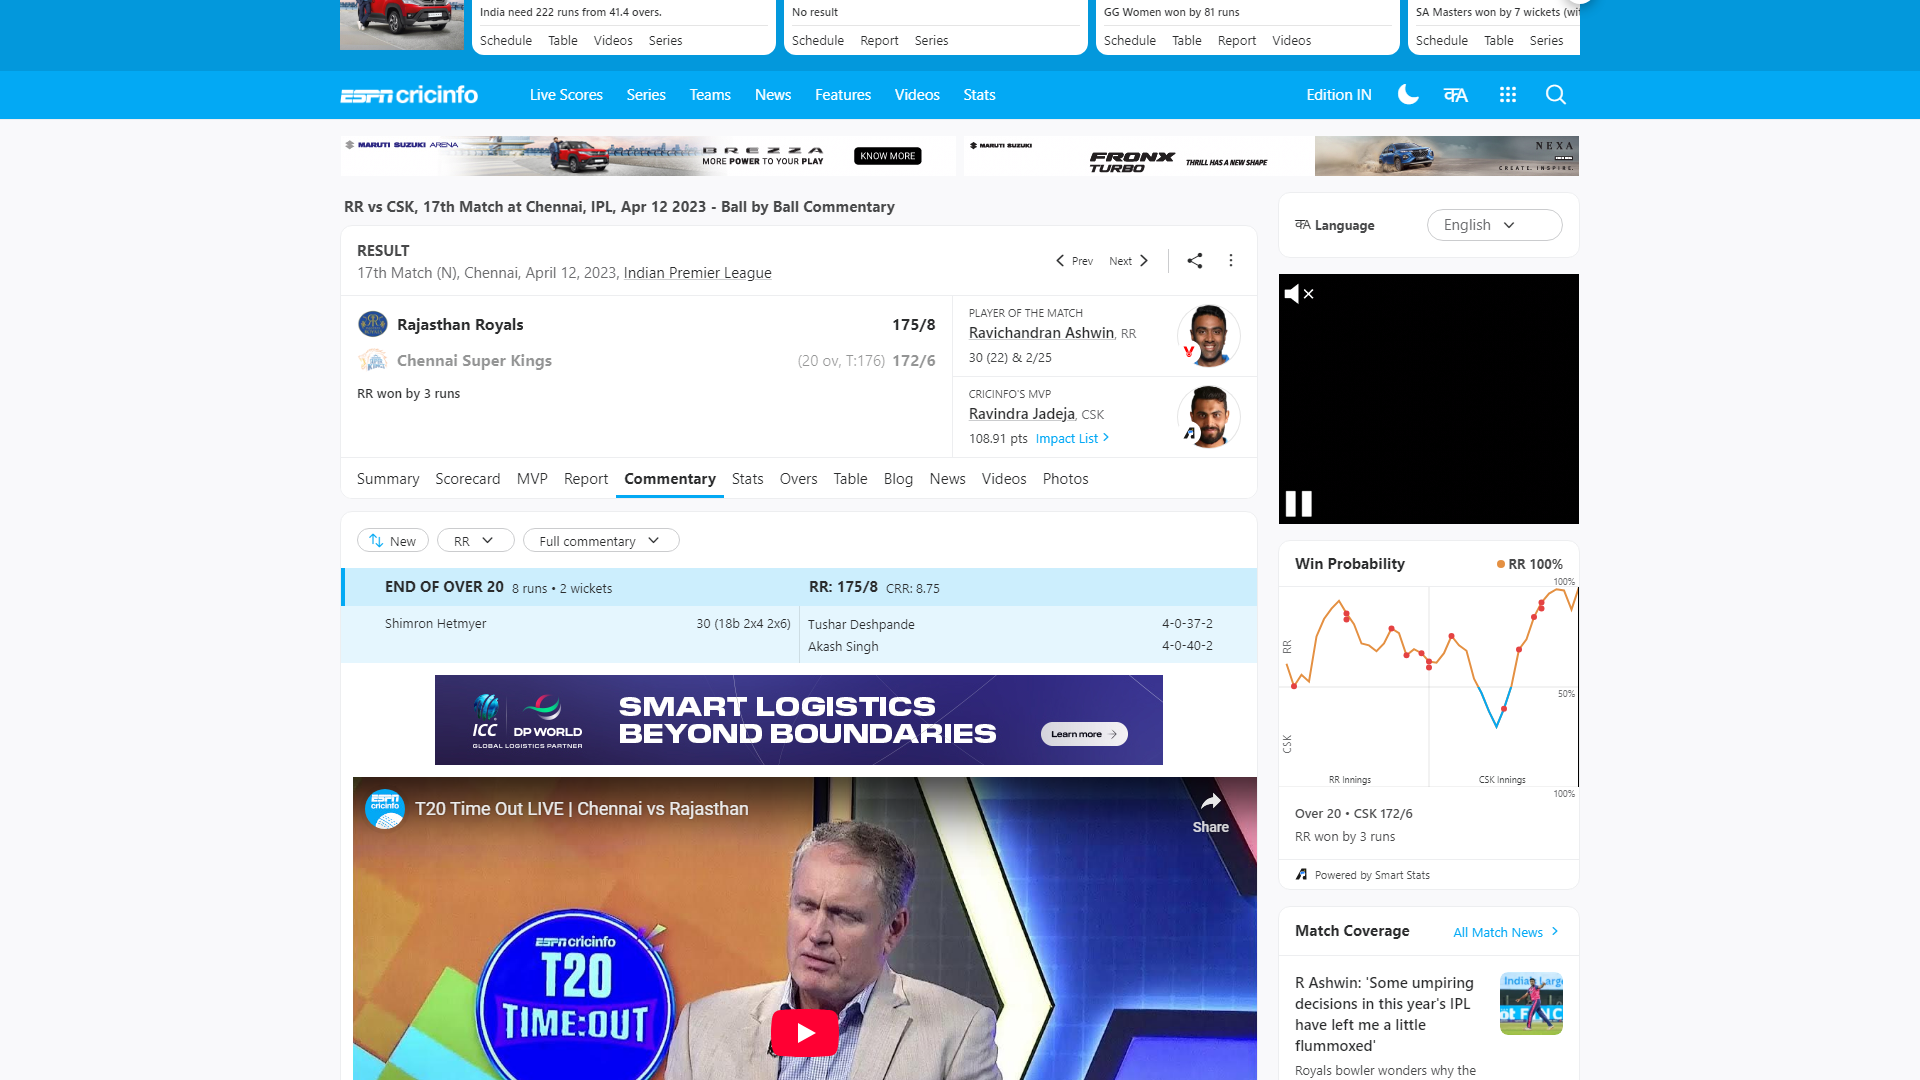 India need 222 runs from 41.4 overs.
Schedule Table Videos Series
No result
Schedule Report Series
GG Women won by 81 runs
Schedule Table Report Videos
SA Masters won by 7 wickets (wit
Schedule Table Series
ESPN cricinfo
Live Scores Series Teams News Features Videos Stats
Edition IN
MARUTI SUZUKI ARENA
BREZZA
MORE POWER TO YOUR PLAY
KNOW MORE
MARUTI SUZUKI
FRONX
TURBO
THRILL HAS A NEW SHAPE
NEXA
CREATE. INSPIRE.
RR vs CSK, 17th Match at Chennai, IPL, Apr 12 2023 - Ball by Ball Commentary
RESULT
17th Match (N), Chennai, April 12, 2023, Indian Premier League
Prev Next
Rajasthan Royals 175/8
Chennai Super Kings (20 ov, T:176) 172/6
RR won by 3 runs
PLAYER OF THE MATCH
Ravichandran Ashwin, RR
30 (22) & 2/25
CRICINFO'S MVP
Ravindra Jadeja, CSK
108.91 pts Impact List
Summary Scorecard MVP Report Commentary Stats Overs Table Blog News Videos Photos
New RR Full commentary
END OF OVER 20 8 runs • 2 wickets RR: 175/8 CRR: 8.75
Shimron Hetmyer 30 (18b 2x4 2x6)
Tushar Deshpande 4-0-37-2
Akash Singh 4-0-40-2
ICC DP WORLD
GLOBAL LOGISTICS PARTNER
SMART LOGISTICS
BEYOND BOUNDARIES
Learn more
ESPN cricinfo
T20 Time Out LIVE | Chennai vs Rajasthan
Share
ESPN cricinfo
T20
TIME:OUT
Language English
Win Probability RR 100%
100%
RR
50%
CSK
RR Innings CSK Innings
100%
Over 20 • CSK 172/6
RR won by 3 runs
Powered by Smart Stats
Match Coverage All Match News
R Ashwin: 'Some umpiring
decisions in this year's IPL
have left me a little
flummoxed'
Royals bowler wonders why the